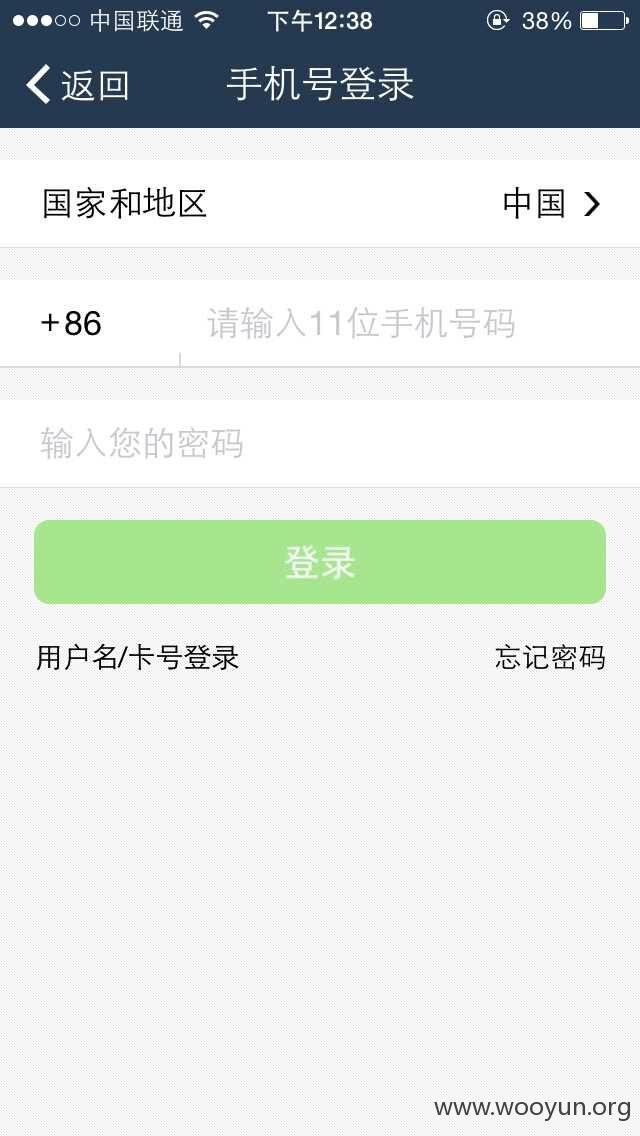 中国联通 下午12:38 38%
返回 手机号登录
国家和地区 中国
+86 请输入11位手机号码
输入您的密码
登录
用户名/卡号登录 忘记密码
www.wooyun.org